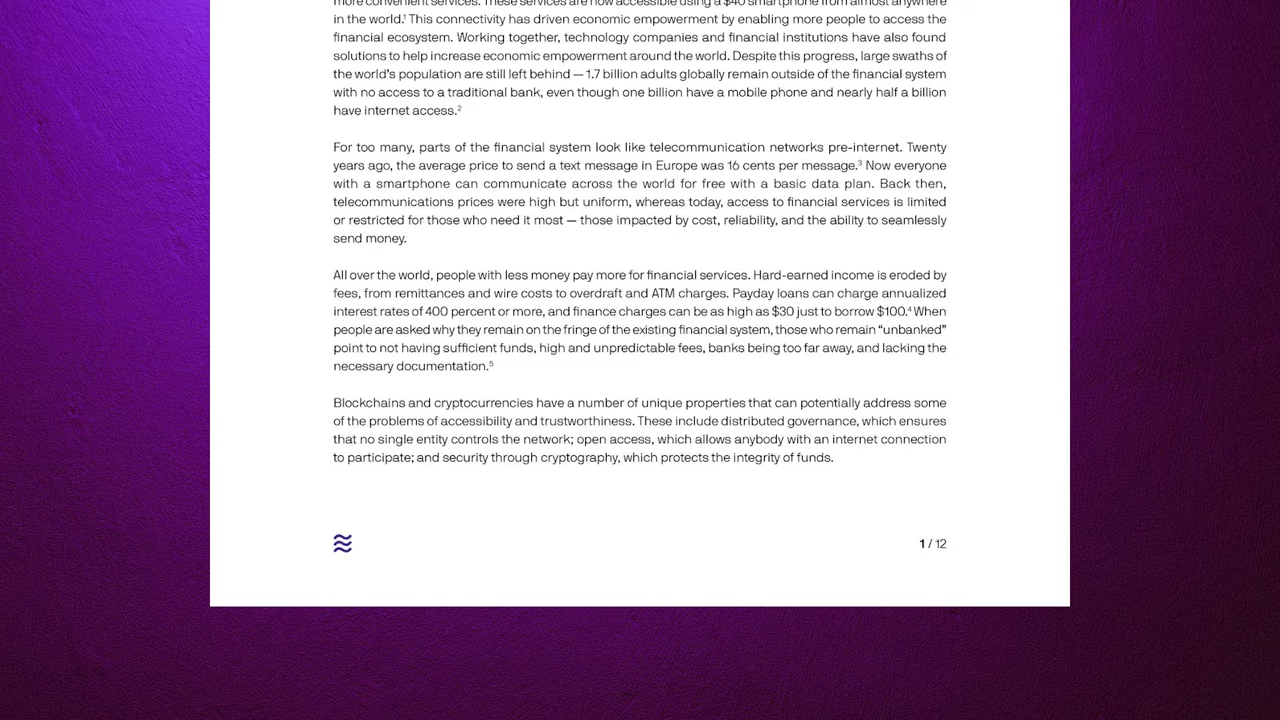 more convenient services. These services are now accessible using a $40 smartphone from almost anywhere
in the world.¹ This connectivity has driven economic empowerment by enabling more people to access the
financial ecosystem. Working together, technology companies and financial institutions have also found
solutions to help increase economic empowerment around the world. Despite this progress, large swaths of
the world’s population are still left behind — 1.7 billion adults globally remain outside of the financial system
with no access to a traditional bank, even though one billion have a mobile phone and nearly half a billion
have internet access.²
For too many, parts of the financial system look like telecommunication networks pre-internet. Twenty
years ago, the average price to send a text message in Europe was 16 cents per message.³ Now everyone
with a smartphone can communicate across the world for free with a basic data plan. Back then,
telecommunications prices were high but uniform, whereas today, access to financial services is limited
or restricted for those who need it most — those impacted by cost, reliability, and the ability to seamlessly
send money.
All over the world, people with less money pay more for financial services. Hard-earned income is eroded by
fees, from remittances and wire costs to overdraft and ATM charges. Payday loans can charge annualized
interest rates of 400 percent or more, and finance charges can be as high as $30 just to borrow $100.⁴ When
people are asked why they remain on the fringe of the existing financial system, those who remain “unbanked”
point to not having sufficient funds, high and unpredictable fees, banks being too far away, and lacking the
necessary documentation.⁵
Blockchains and cryptocurrencies have a number of unique properties that can potentially address some
of the problems of accessibility and trustworthiness. These include distributed governance, which ensures
that no single entity controls the network; open access, which allows anybody with an internet connection
to participate; and security through cryptography, which protects the integrity of funds.
1 / 12